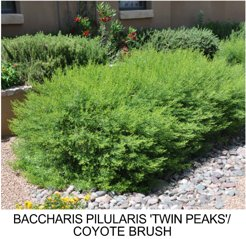 BACCHARIS PILULARIS 'TWIN PEAKS'/
COYOTE BRUSH